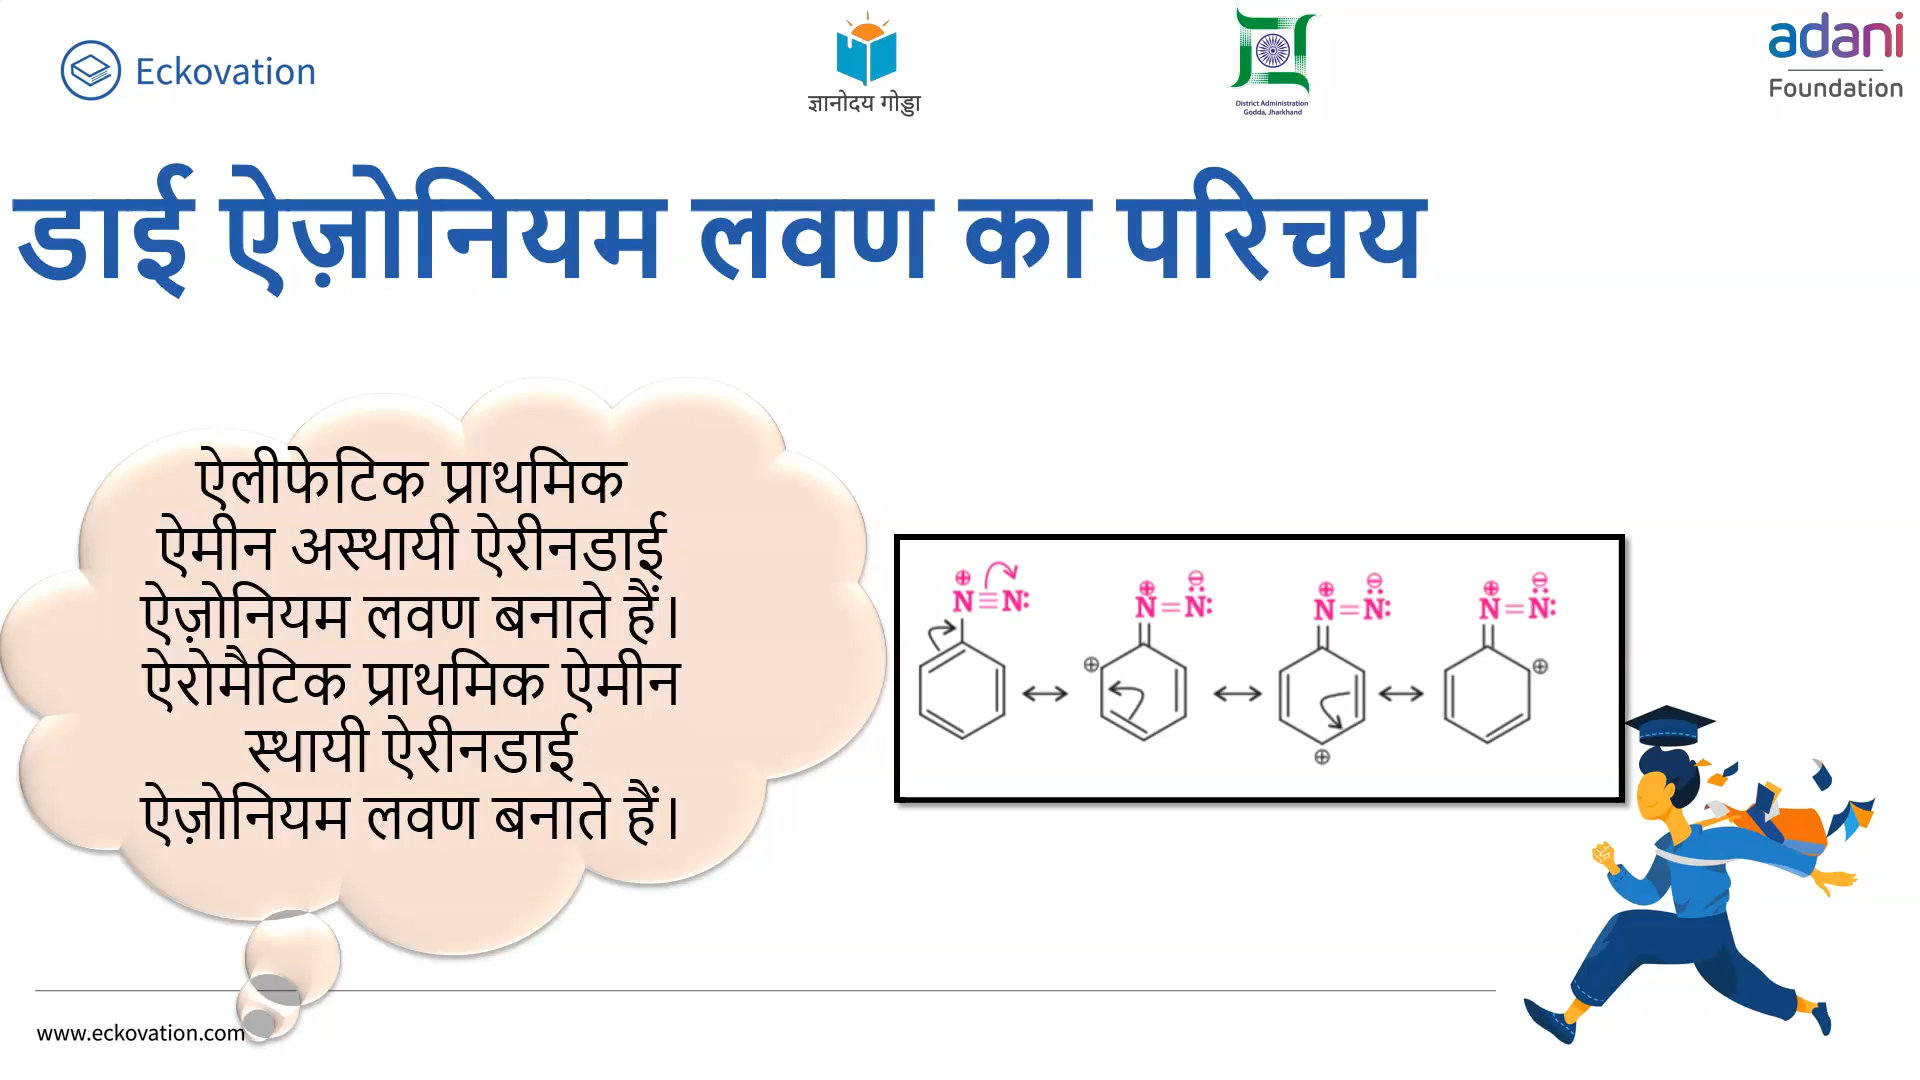 Eckovation
ज्ञानोदय गोड्डा
District Administration
Godda, Jharkhand
adani
Foundation
डाई ऐज़ोनियम लवण का परिचय
ऐलीफेटिक प्राथमिक
ऐमीन अस्थायी ऐरीनडाई
ऐज़ोनियम लवण बनाते हैं।
ऐरोमैटिक प्राथमिक ऐमीन
स्थायी ऐरीनडाई
ऐज़ोनियम लवण बनाते हैं।
⊕ ⊕ ⊖ ⊕ ⊖ ⊕ ⊖
N≡N: N=N: N=N: N=N:
⊕ ⊕
⊕
www.eckovation.com